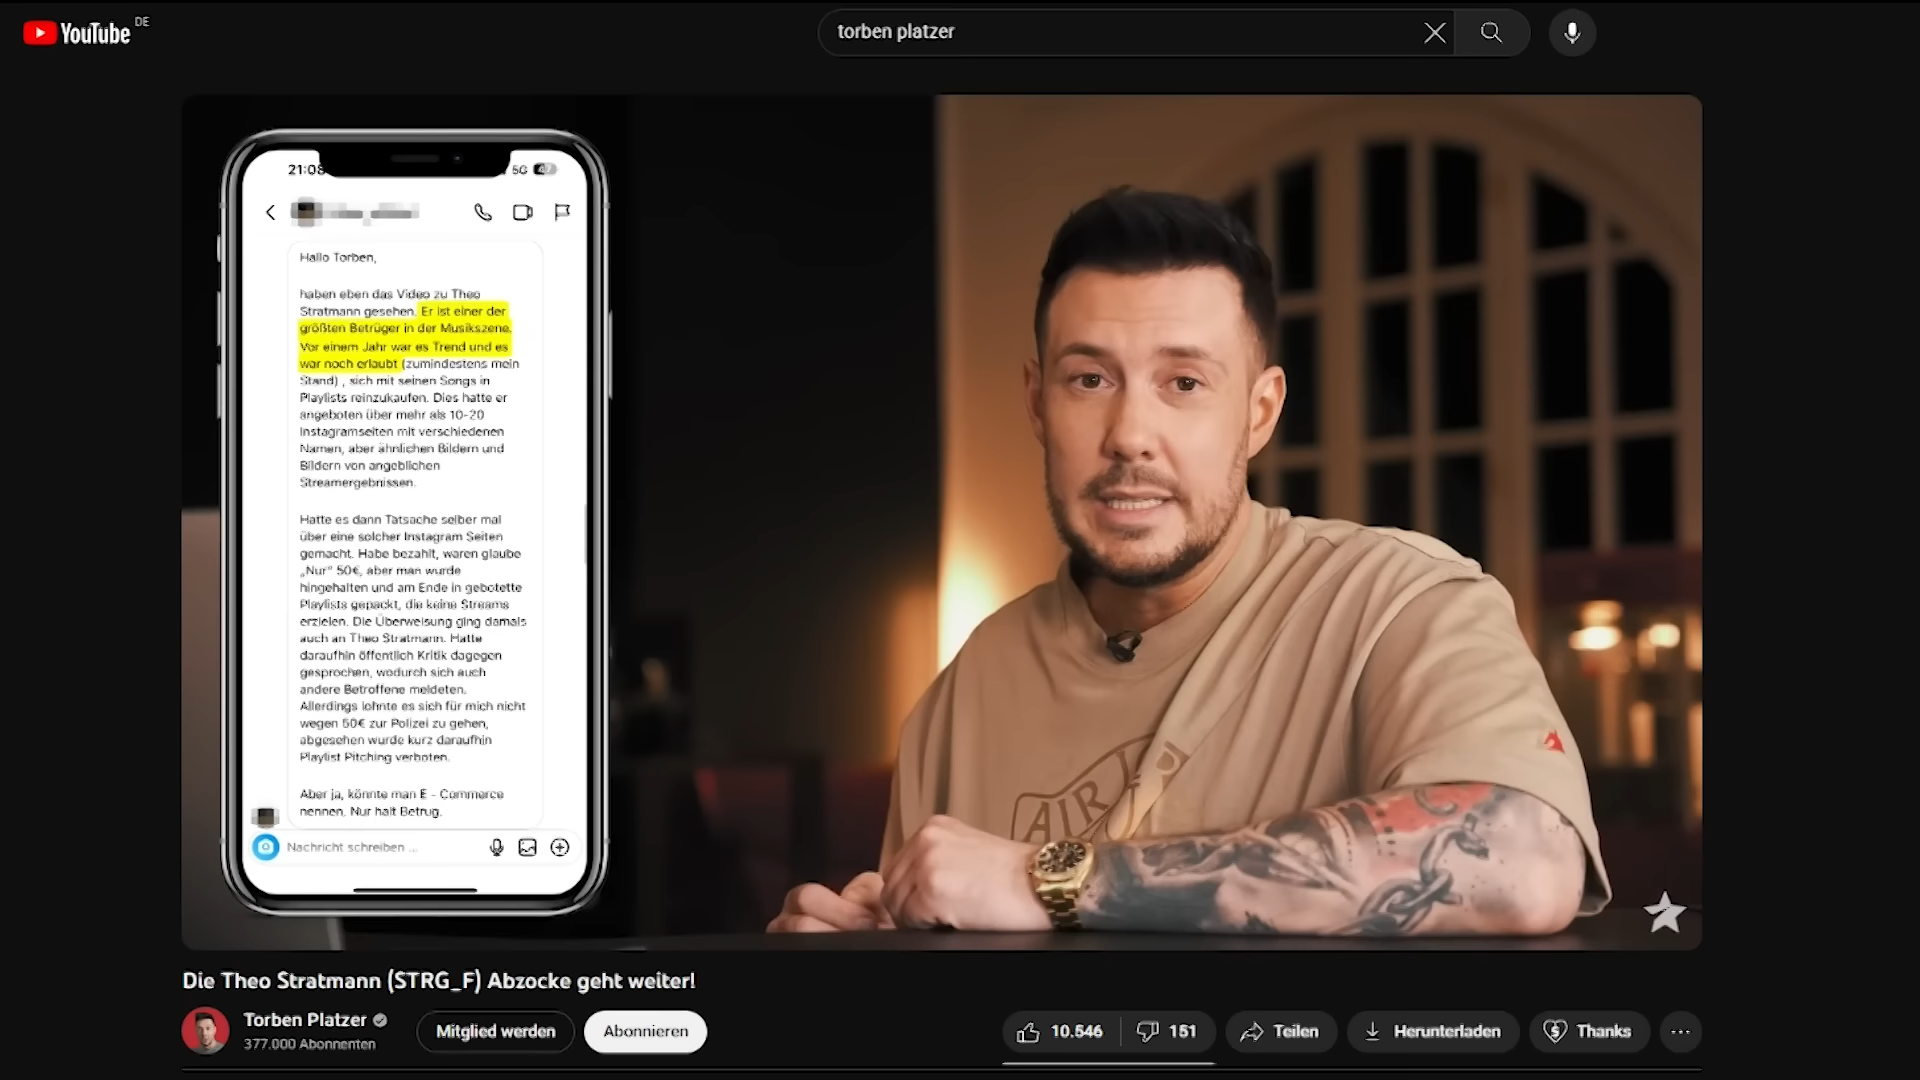 YouTube DE
torben platzer
21:08
5G
Hallo Torben,
haben eben das Video zu Theo
Stratmann gesehen. Er ist einer der
größten Betrüger in der Musikszene.
Vor einem Jahr war es Trend und es
war noch erlaubt (zumindestens mein
Stand) , sich mit seinen Songs in
Playlists reinzukaufen. Dies hatte er
angeboten über mehr als 10-20
Instagramseiten mit verschiedenen
Namen, aber ähnlichen Bildern und
Bildern von angeblichen
Streamergebnissen.
Hatte es dann Tatsache selber mal
über eine solcher Instagram Seiten
gemacht. Habe bezahlt, waren glaube
„Nur“ 50€, aber man wurde
hingehalten und am Ende in gebotette
Playlists gepackt, die keine Streams
erzielen. Die Überweisung ging damals
auch an Theo Stratmann. Hatte
daraufhin öffentlich Kritik dagegen
gesprochen, wodurch sich auch
andere Betroffene meldeten.
Allerdings lohnte es sich für mich nicht
wegen 50€ zur Polizei zu gehen,
abgesehen wurde kurz daraufhin
Playlist Pitching verboten.
Aber ja, könnte man E - Commerce
nennen. Nur halt Betrug.
Nachricht schreiben ...
AIR
Die Theo Stratmann (STRG_F) Abzocke geht weiter!
Torben Platzer
377.000 Abonnenten
Mitglied werden
Abonnieren
10.546
151
Teilen
Herunterladen
Thanks